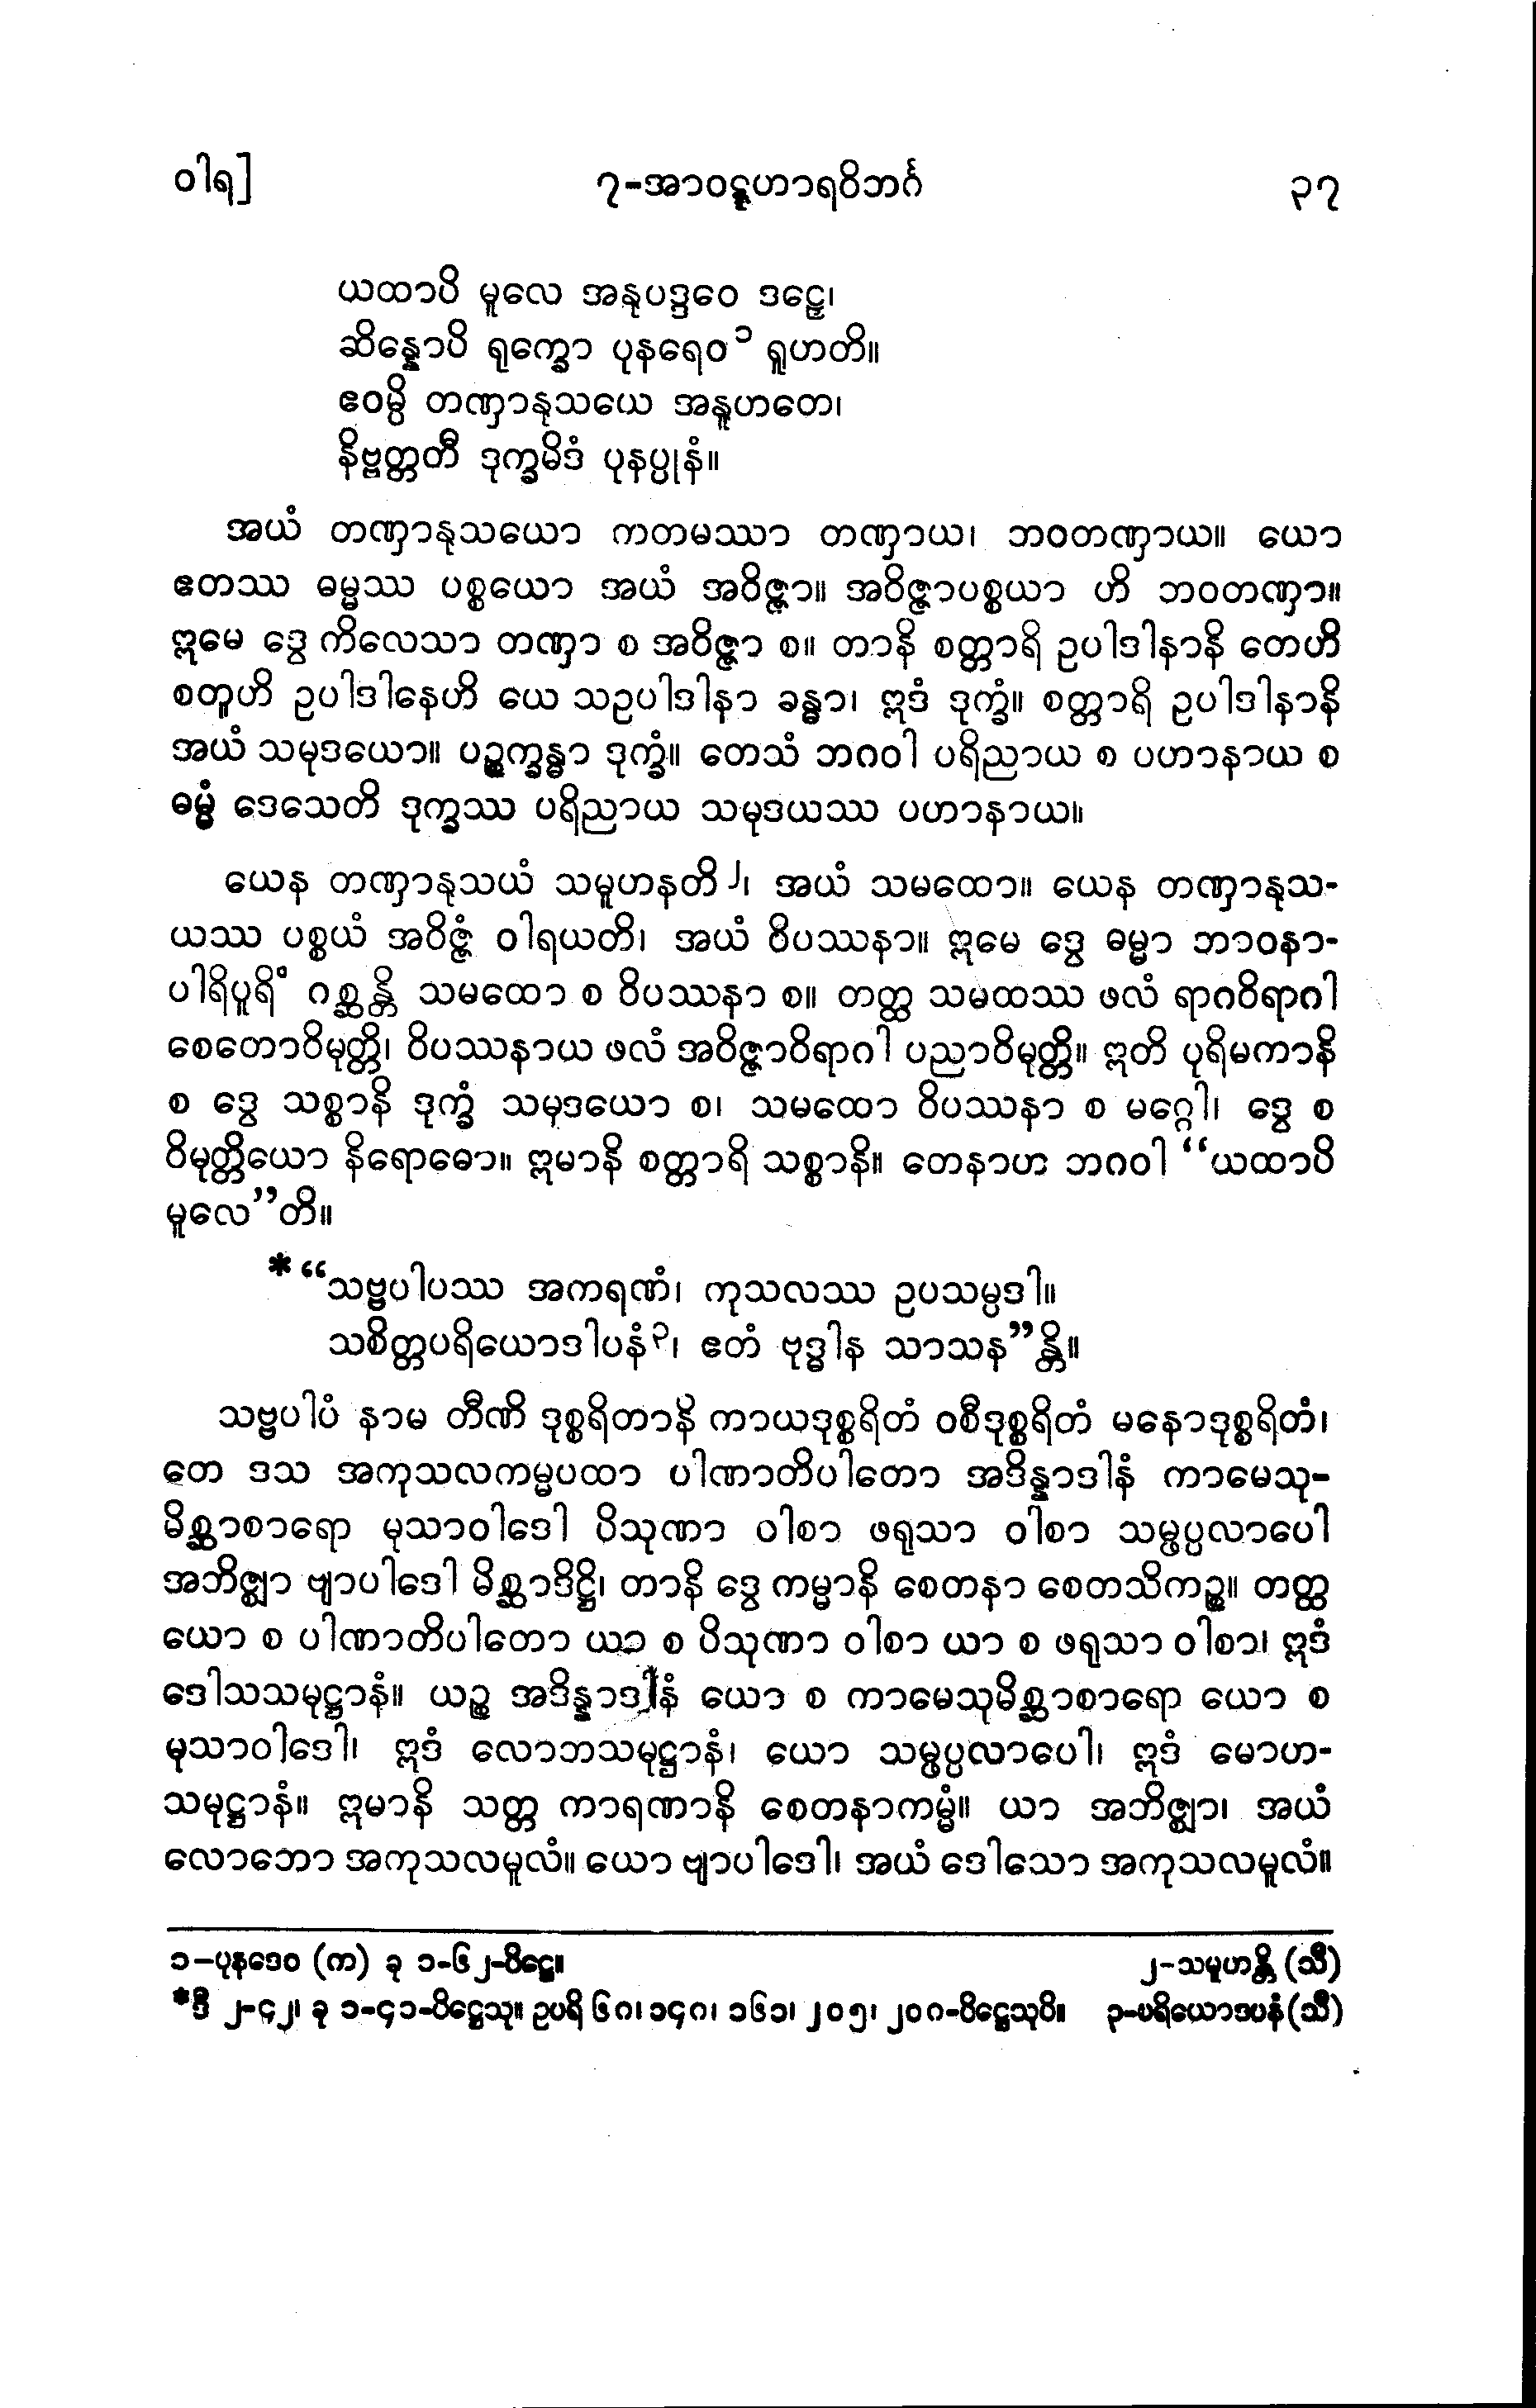 ဝါရ]
၇-အာဝဋ္ဋဟာရဝိဘင်္ဂ
၃၇
ယထာပိ မူလေ အနုပဒ္ဒဝေ ဒဠှေ၊
ဆိန္နောပိ ရုက္ခော ပုနရေဝ ၁ ရူဟတိ။
ဧဝမ္ပိ တဏှာနုသယေ အနူဟတေ၊
နိဗ္ဗတ္တတီ ဒုက္ခမိဒံ ပုနပ္ပုနံ။
အယံ တဏှာနုသယော ကတမဿာ တဏှာယ၊ ဘဝတဏှာယ။ ယော
ဧတဿ ဓမ္မဿ ပစ္စယော အယံ အဝိဇ္ဇာ။ အဝိဇ္ဇာပစ္စယာ ဟိ ဘဝတဏှာ။
ဣမေ ဒွေ ကိလေသာ တဏှာ စ အဝိဇ္ဇာ စ။ တာနိ စတ္တာရိ ဥပါဒါနာနိ တေဟိ
စတူဟိ ဥပါဒါနေဟိ ယေ သဥပါဒါနာ ခန္ဓာ၊ ဣဒံ ဒုက္ခံ။ စတ္တာရိ ဥပါဒါနာနိ
အယံ သမုဒယော။ ပဉ္စက္ခန္ဓာ ဒုက္ခံ။ တေသံ ဘဂဝါ ပရိညာယ စ ပဟာနာယ စ
ဓမ္မံ ဒေသေတိ ဒုက္ခဿ ပရိညာယ သမုဒယဿ ပဟာနာယ။
ယေန တဏှာနုသယံ သမူဟနတိ ၂၊ အယံ သမထော။ ယေန တဏှာနုသ-
ယဿ ပစ္စယံ အဝိဇ္ဇံ ဝါရယတိ၊ အယံ ဝိပဿနာ။ ဣမေ ဒွေ ဓမ္မာ ဘာဝနာ-
ပါရိပူရိံ ဂစ္ဆန္တိ သမထော စ ဝိပဿနာ စ။ တတ္ထ သမထဿ ဖလံ ရာဂဝိရာဂါ
စေတောဝိမုတ္တိ၊ ဝိပဿနာယ ဖလံ အဝိဇ္ဇာဝိရာဂါ ပညာဝိမုတ္တိ။ ဣတိ ပုရိမကာနိ
စ ဒွေ သစ္စာနိ ဒုက္ခံ သမုဒယော စ၊ သမထော ဝိပဿနာ စ မဂ္ဂေါ၊ ဒွေ စ
ဝိမုတ္တိယော နိရောဓော။ ဣမာနိ စတ္တာရိ သစ္စာနိ။ တေနာဟ ဘဂဝါ “ယထာပိ
မူလေ”တိ။
* “သဗ္ဗပါပဿ အကရဏံ၊ ကုသလဿ ဥပသမ္ပဒါ။
သစိတ္တပရိယောဒါပနံ ၃၊ ဧတံ ဗုဒ္ဓါန သာသန”န္တိ။
သဗ္ဗပါပံ နာမ တီဏိ ဒုစ္စရိတာနိ ကာယဒုစ္စရိတံ ဝစီဒုစ္စရိတံ မနောဒုစ္စရိတံ၊
တေ ဒသ အကုသလကမ္မပထာ ပါဏာတိပါတော အဒိန္နာဒါနံ ကာမေသု-
မိစ္ဆာစာရော မုသာဝါဒေါ ပိသုဏာ ဝါစာ ဖရုသာ ဝါစာ သမ္ဖပ္ပလာပေါ
အဘိဇ္ဈာ ဗျာပါဒေါ မိစ္ဆာဒိဋ္ဌိ၊ တာနိ ဒွေ ကမ္မာနိ စေတနာ စေတသိကဉ္စ။ တတ္ထ
ယော စ ပါဏာတိပါတော ယာ စ ပိသုဏာ ဝါစာ ယာ စ ဖရုသာ ဝါစာ၊ ဣဒံ
ဒေါသသမုဋ္ဌာနံ။ ယဉ္စ အဒိန္နာဒါနံ ယော စ ကာမေသုမိစ္ဆာစာရော ယော စ
မုသာဝါဒေါ၊ ဣဒံ လောဘသမုဋ္ဌာနံ၊ ယော သမ္ဖပ္ပလာပေါ၊ ဣဒံ မောဟ-
သမုဋ္ဌာနံ။ ဣမာနိ သတ္တ ကာရဏာနိ စေတနာကမ္မံ။ ယာ အဘိဇ္ဈာ၊ အယံ
လောဘော အကုသလမူလံ။ ယော ဗျာပါဒေါ၊ အယံ ဒေါသော အကုသလမူလံ။
၁-ပုနဒေဝ (က) ခု ၁-၆၂-ပိဋ္ဌေ။
၂-သမူဟန္တိ (သီ)
*ဒီ ၂-၄၂၊ ခု ၁-၄၁-ပိဋ္ဌေသု။ ဥပရိ ၆ဂ၊ ၁၄ဂ၊ ၁၆၁၊ ၂၀၅၊ ၂၀ဂ-ပိဋ္ဌေသုပိ။
၃-ပရိယောဒပနံ (သီ)